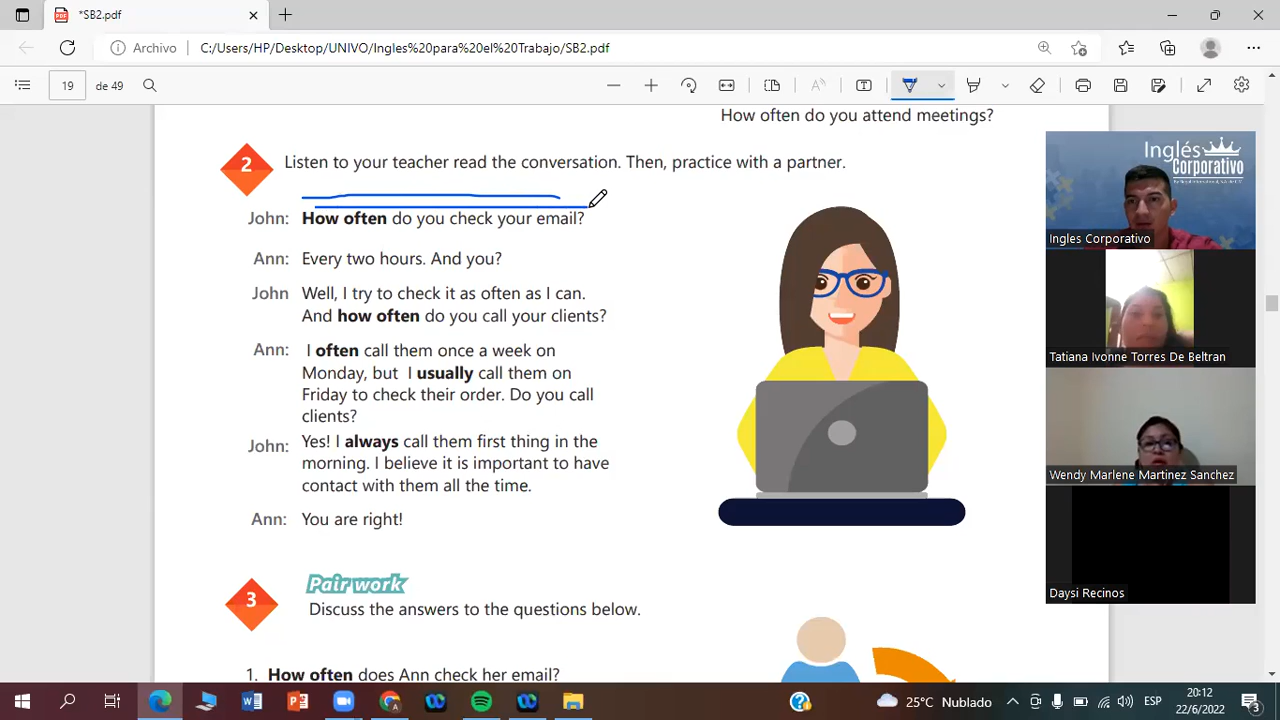 *SB2.pdf
Archivo
C:/Users/HP/Desktop/UNIVO/Ingles%20para%20el%20Trabajo/SB2.pdf
19 de 49
How often do you attend meetings?
2 Listen to your teacher read the conversation. Then, practice with a partner.
John: How often do you check your email?
Ann: Every two hours. And you?
John Well, I try to check it as often as I can.
And how often do you call your clients?
Ann: I often call them once a week on
Monday, but I usually call them on
Friday to check their order. Do you call
clients?
John: Yes! I always call them first thing in the
morning. I believe it is important to have
contact with them all the time.
Ann: You are right!
3 Pair work
Discuss the answers to the questions below.
1. How often does Ann check her email?
Inglés
Corporativo
Ingles Corporativo
Tatiana Ivonne Torres De Beltran
Wendy Marlene Martinez Sanchez
Daysi Recinos
25°C Nublado
ESP
20:12
22/6/2022
3